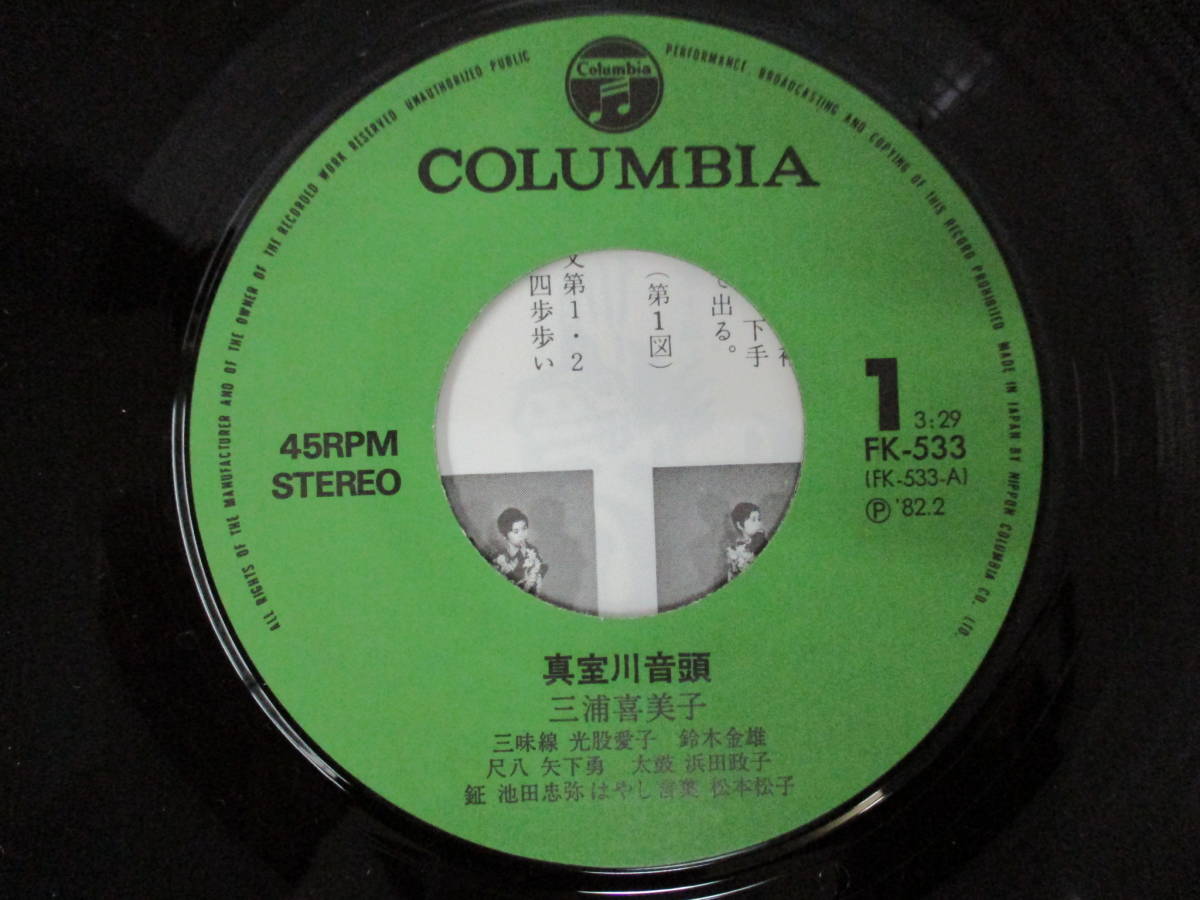 ALL RIGHTS OF THE MANUFACTURER AND OF THE OWNER OF THE RECORDED WORK RESERVED UNAUTHORIZED PUBLIC PERFORMANCE, BROADCASTING AND COPYING OF THIS RECORD PROHIBITED MADE IN JAPAN BY NIPPON COLUMBIA CO., LTD.
Columbia
COLUMBIA
下手
出る。
(第1図)
第1・2
四歩歩い
45RPM
STEREO
1
3:29
FK-533
(FK-533-A)
Ⓟ '82.2
真室川音頭
三浦喜美子
三味線 光股愛子 鈴木金雄
尺八 矢下勇 太鼓 浜田政子
鉦 池田忠弥 はやし言葉 松本松子